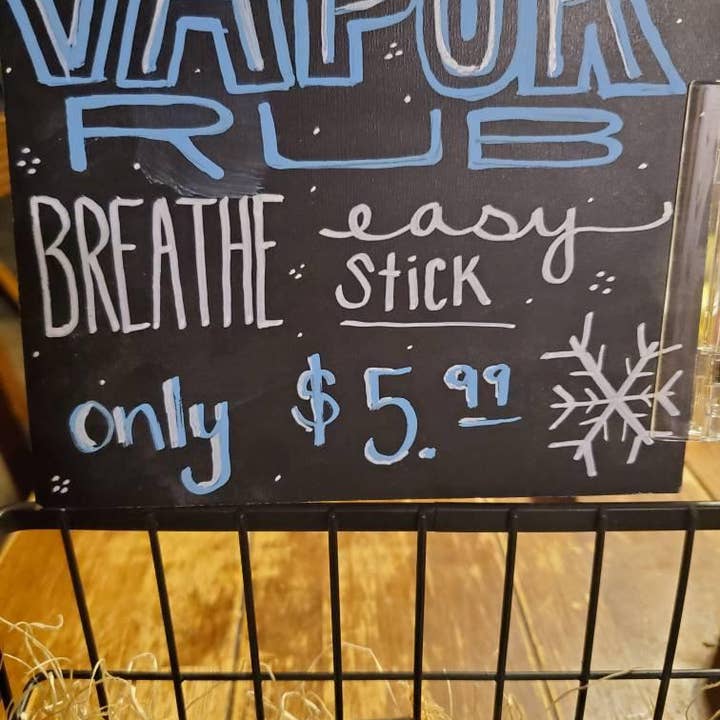 VAPOR
RUB
BREATHE easy
stick
only $5.99